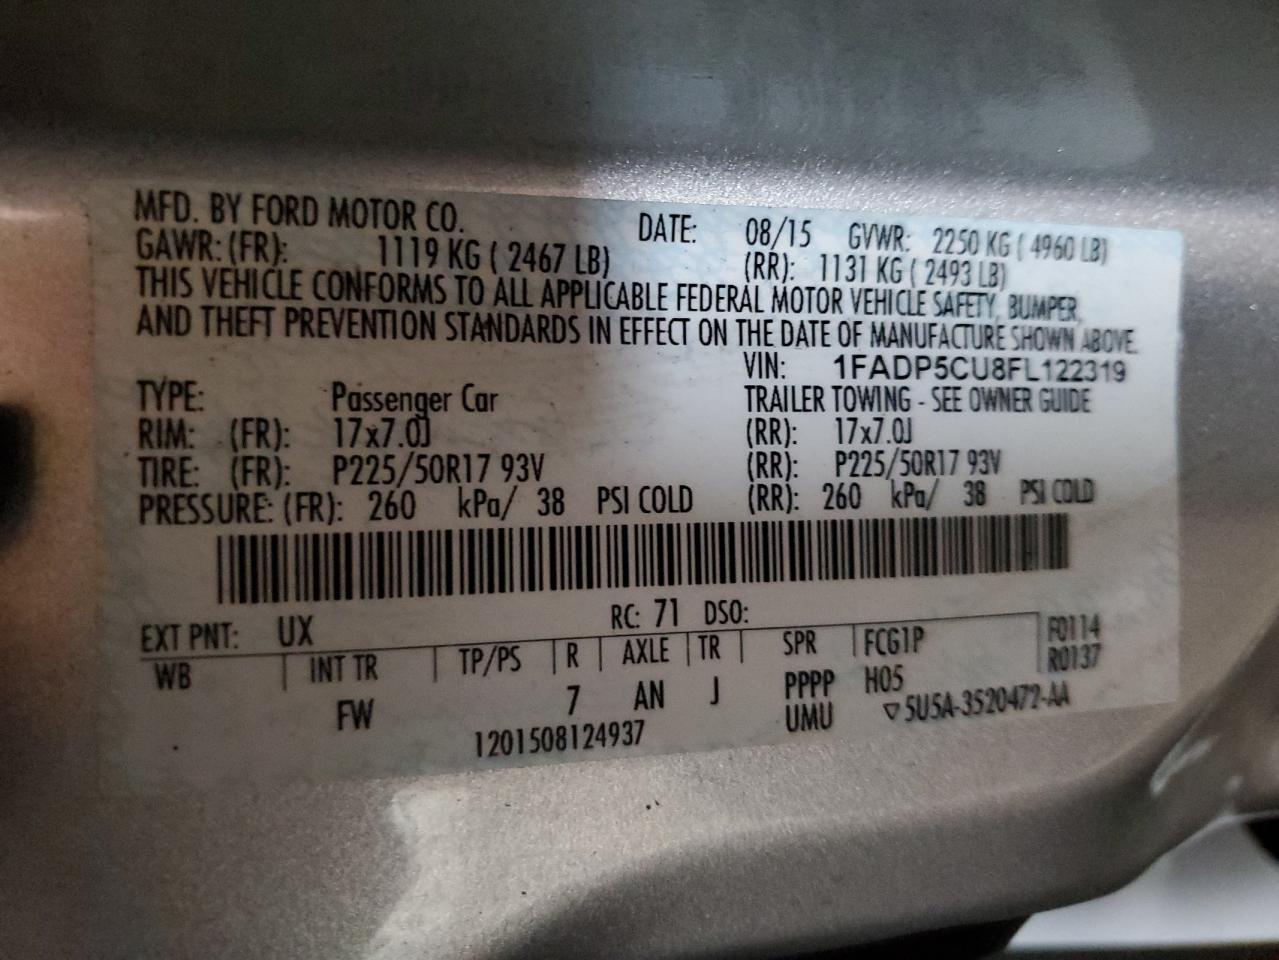 MFD. BY FORD MOTOR CO. DATE: 08/15 GVWR: 2250 KG ( 4960 LB)
GAWR: (FR): 1119 KG ( 2467 LB) (RR): 1131 KG ( 2493 LB)
THIS VEHICLE CONFORMS TO ALL APPLICABLE FEDERAL MOTOR VEHICLE SAFETY, BUMPER,
AND THEFT PREVENTION STANDARDS IN EFFECT ON THE DATE OF MANUFACTURE SHOWN ABOVE.
VIN: 1FADP5CU8FL122319
TYPE: Passenger Car TRAILER TOWING - SEE OWNER GUIDE
RIM: (FR): 17x7.0J (RR): 17x7.0J
TIRE: (FR): P225/50R17 93V (RR): P225/50R17 93V
PRESSURE: (FR): 260 kPa/ 38 PSI COLD (RR): 260 kPa/ 38 PSI COLD
EXT PNT: UX RC: 71 DSO: F0114
WB INT TR TP/PS R AXLE TR SPR FCG1P R0137
FW 7 AN J PPPP H05
1201508124937 UMU ▽5U5A-3520472-AA